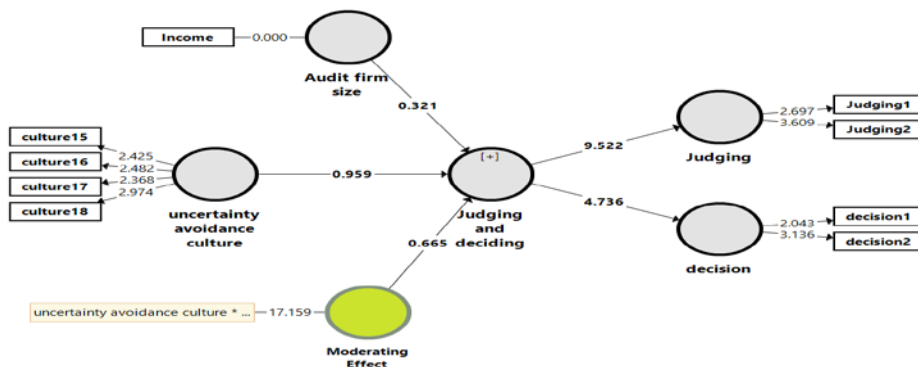 Income
0.000
Audit firm
size
0.321
culture15
culture16
culture17
culture18
2.425
2.482
2.368
2.974
uncertainty
avoidance
culture
0.959
[+]
Judging
and
deciding
0.665
9.522
4.736
Judging
2.697
3.609
Judging1
Judging2
decision
2.043
3.136
decision1
decision2
uncertainty avoidance culture * ...
17.159
Moderating
Effect